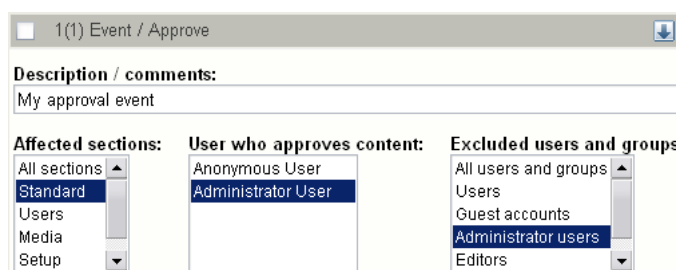 1(1) Event / Approve
Description / comments:
My approval event
Affected sections: User who approves content: Excluded users and groups
All sections Anonymous User All users and groups
Standard Administrator User Users
Users Guest accounts
Media Administrator users
Setup Editors